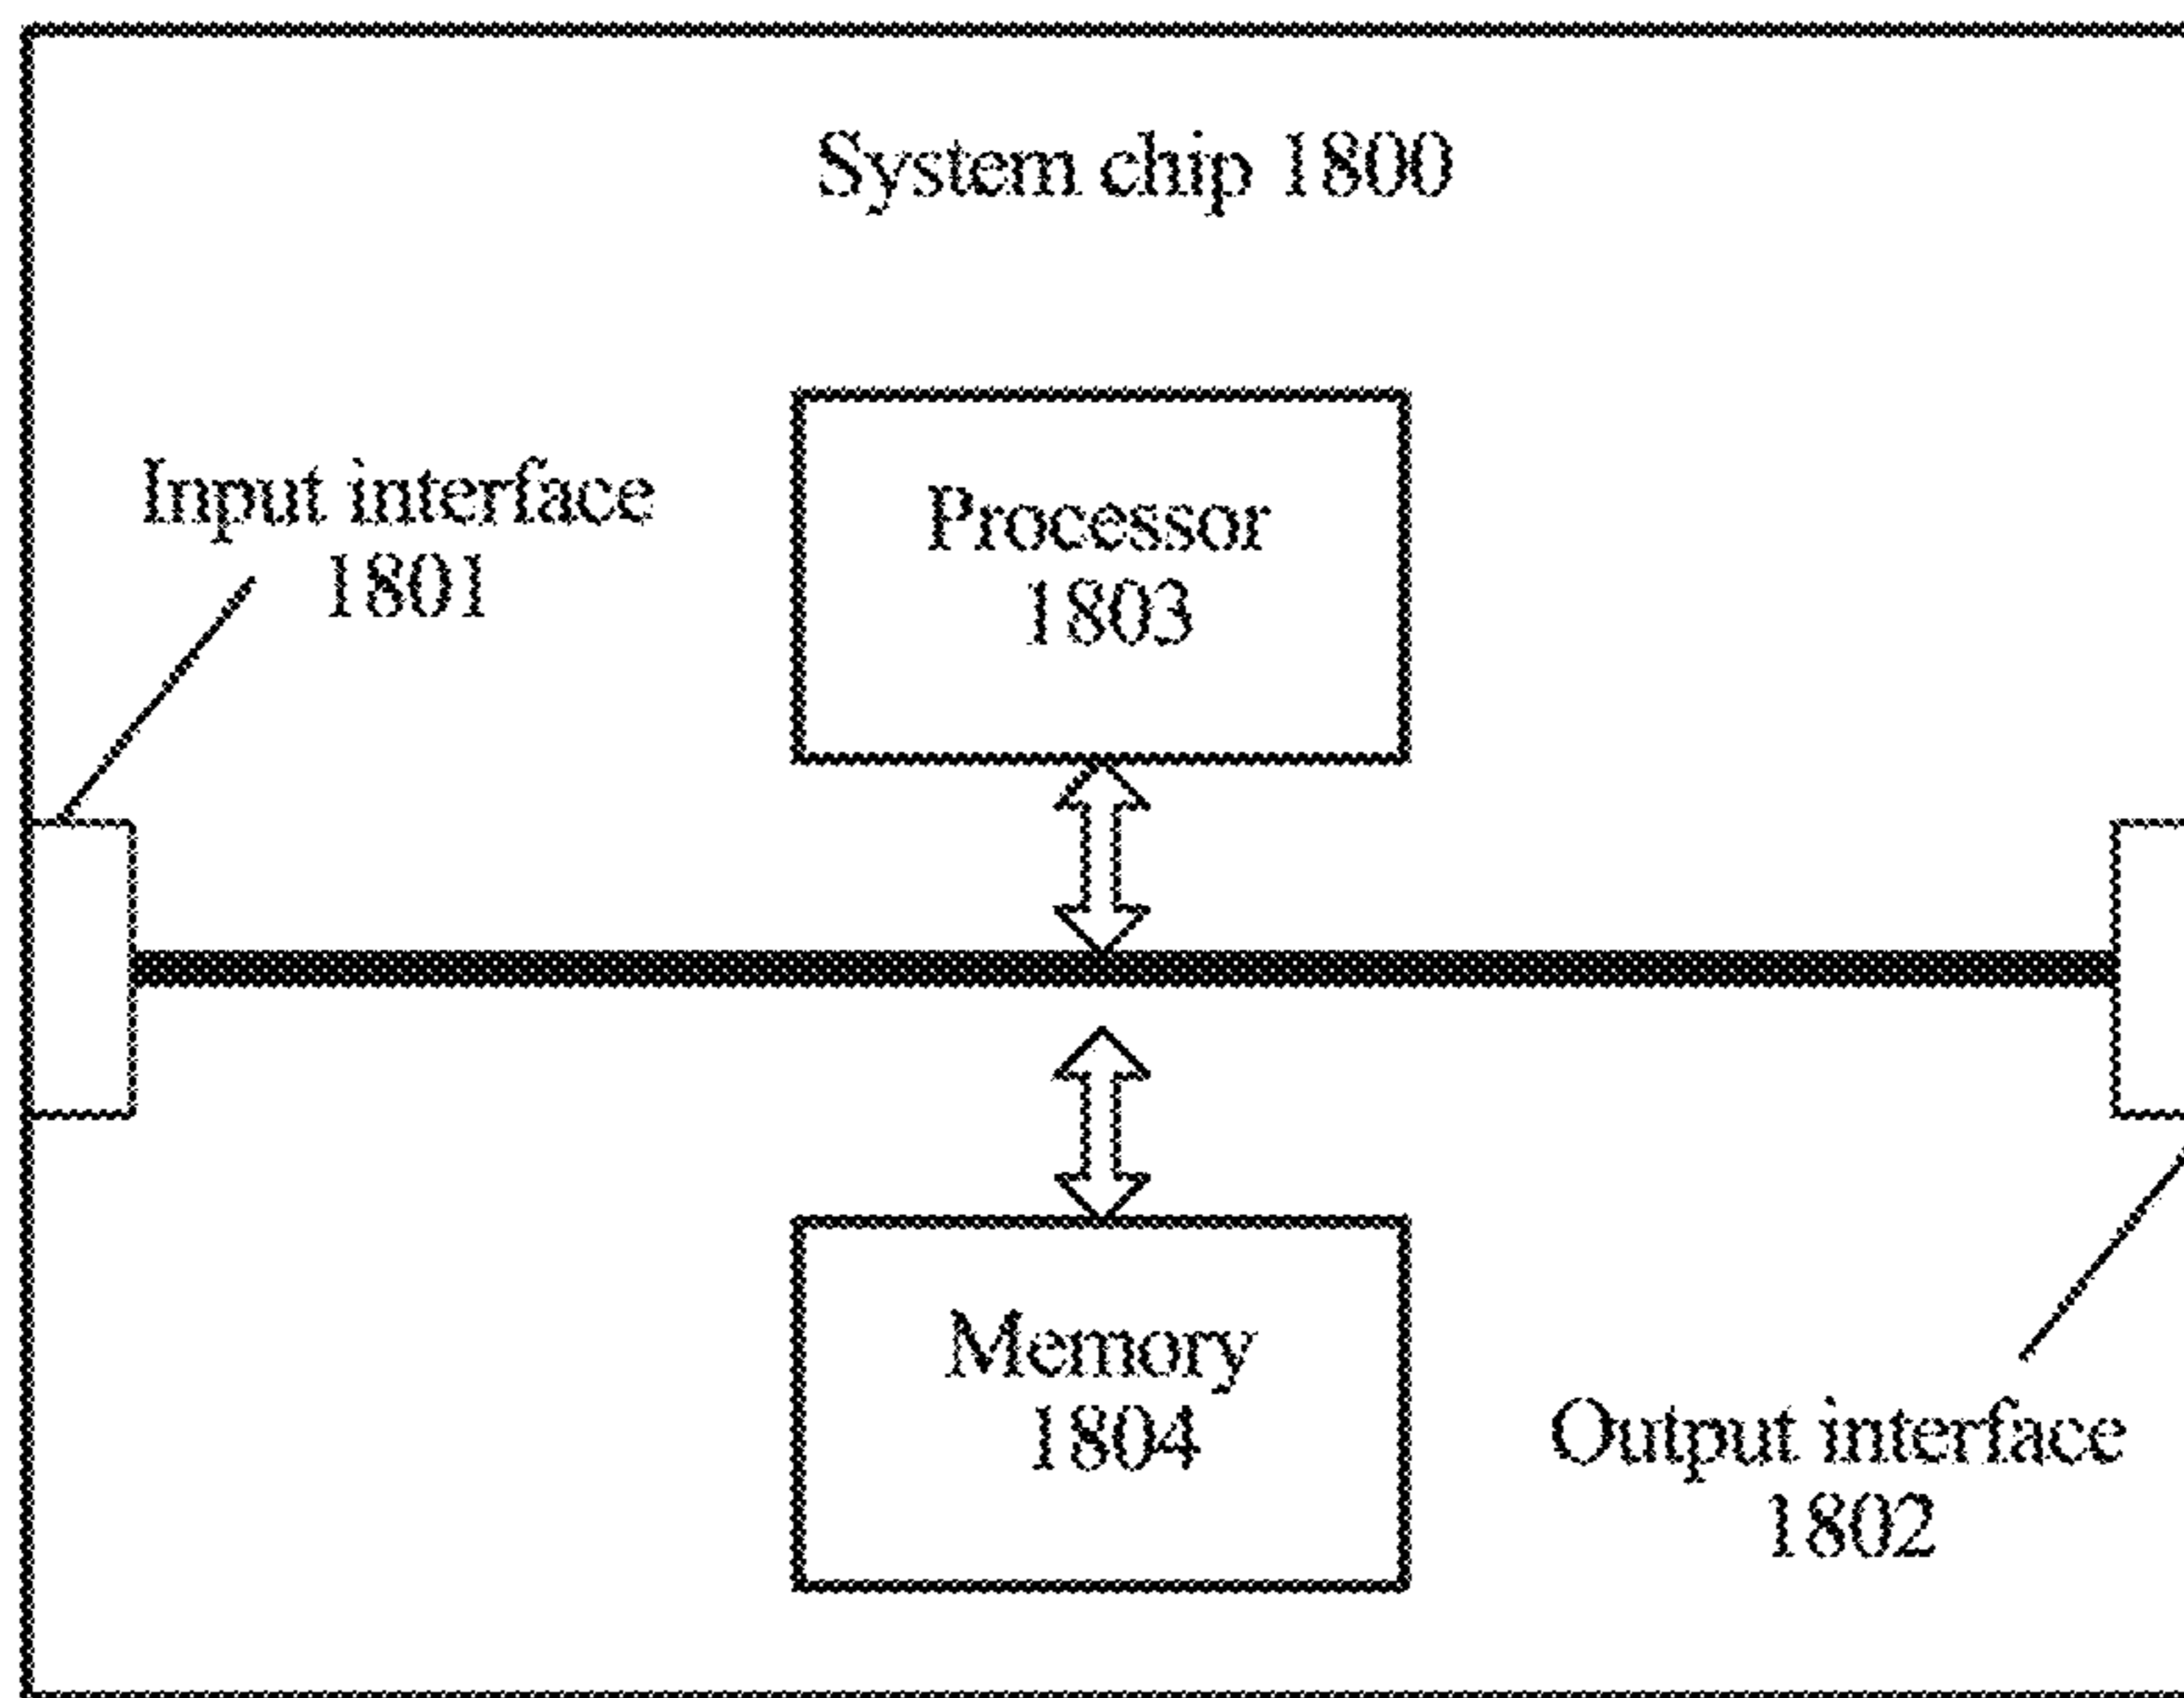 System chip 1800
Input interface
1801
Processor
1803
Memory
1804
Output interface
1802